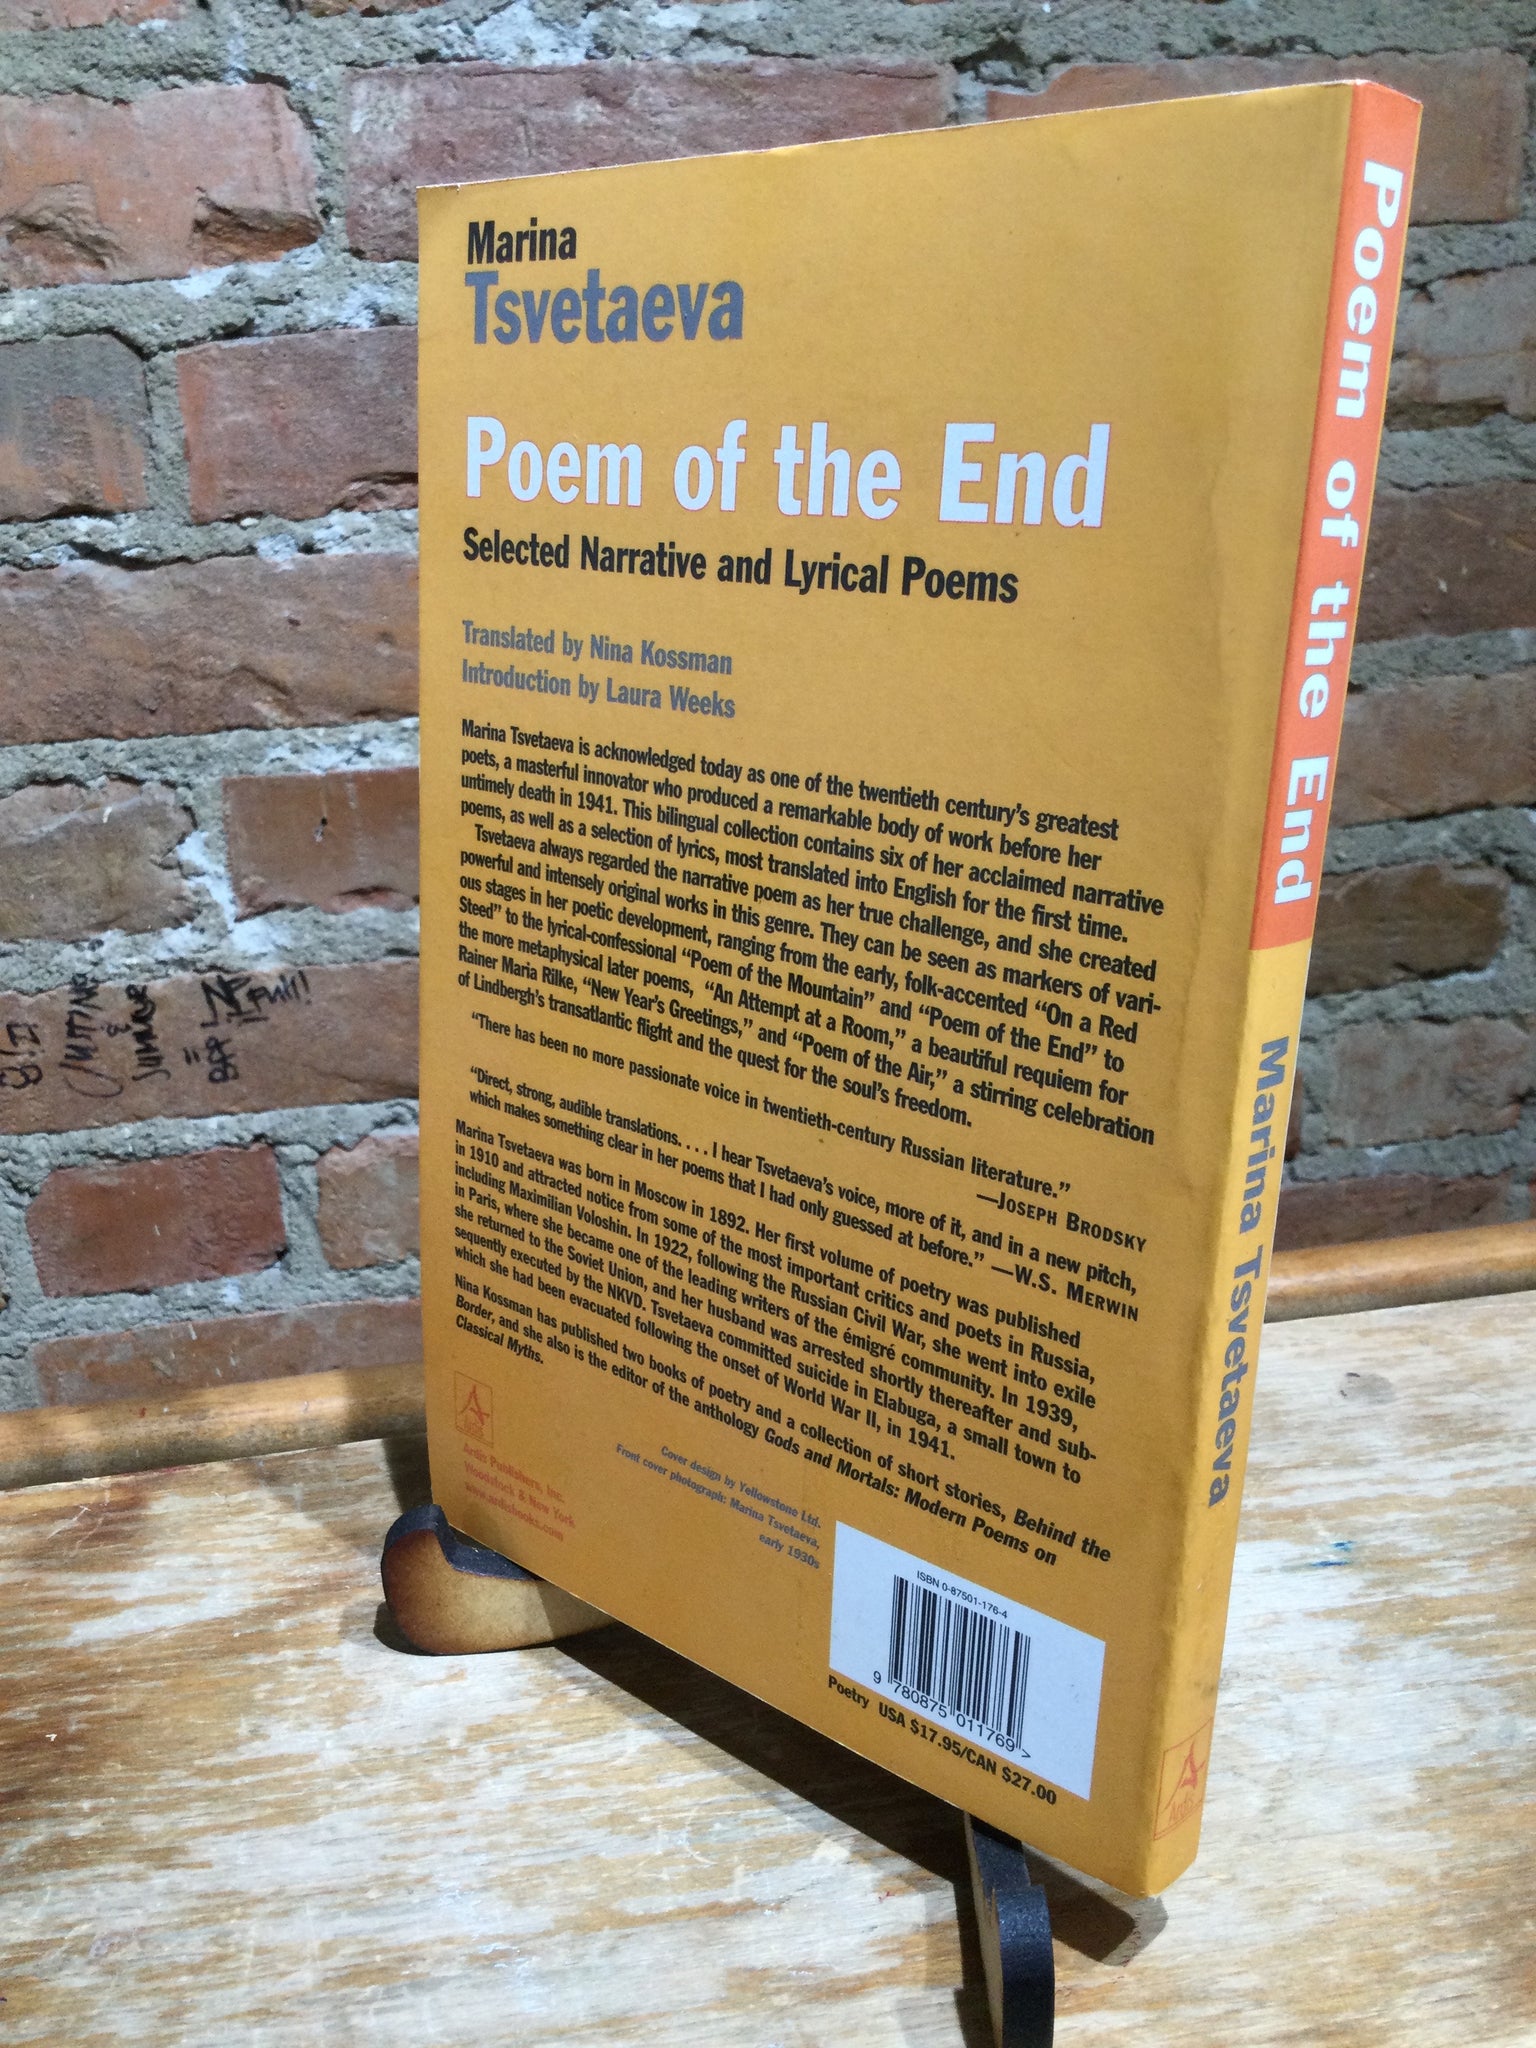 Marina
Tsvetaeva
Poem of the End
Selected Narrative and Lyrical Poems
Translated by Nina Kossman
Introduction by Laura Weeks
Marina Tsvetaeva is acknowledged today as one of the twentieth century's greatest
poets, a masterful innovator who produced a remarkable body of work before her
untimely death in 1941. This bilingual collection contains six of her acclaimed narrative
poems, as well as a selection of lyrics, most translated into English for the first time.
Tsvetaeva always regarded the narrative poem as her true challenge, and she created
powerful and intensely original works in this genre. They can be seen as markers of vari-
ous stages in her poetic development, ranging from the early, folk-accented “On a Red
Steed” to the lyrical-confessional “Poem of the Mountain” and “Poem of the End” to
the more metaphysical later poems, “An Attempt at a Room,” a beautiful requiem for
Rainer Maria Rilke, “New Year's Greetings,” and “Poem of the Air,” a stirring celebration
of Lindbergh's transatlantic flight and the quest for the soul's freedom.
“There has been no more passionate voice in twentieth-century Russian literature.”
—JOSEPH BRODSKY
“Direct, strong, audible translations. . . . I hear Tsvetaeva's voice, more of it, and in a new pitch,
which makes something clear in her poems that I had only guessed at before.” —W.S. MERWIN
Marina Tsvetaeva was born in Moscow in 1892. Her first volume of poetry was published
in 1910 and attracted notice from some of the most important critics and poets in Russia,
including Maximilian Voloshin. In 1922, following the Russian Civil War, she went into exile
in Paris, where she became one of the leading writers of the émigré community. In 1939,
she returned to the Soviet Union, and her husband was arrested shortly thereafter and sub-
sequently executed by the NKVD. Tsvetaeva committed suicide in Elabuga, a small town to
which she had been evacuated following the onset of World War II, in 1941.
Nina Kossman has published two books of poetry and a collection of short stories, Behind the
Border, and she also is the editor of the anthology Gods and Mortals: Modern Poems on
Classical Myths.
Ardis
Ardis Publishers, Inc.
Woodstock & New York
www.ardisbooks.com
Cover design by Yellowstone Ltd.
Front cover photograph: Marina Tsvetaeva,
early 1930s
ISBN 0-87501-176-4
9 780875 011769 >
Poetry USA $17.95/CAN $27.00
Poem of the End Marina Tsvetaeva
Ardis